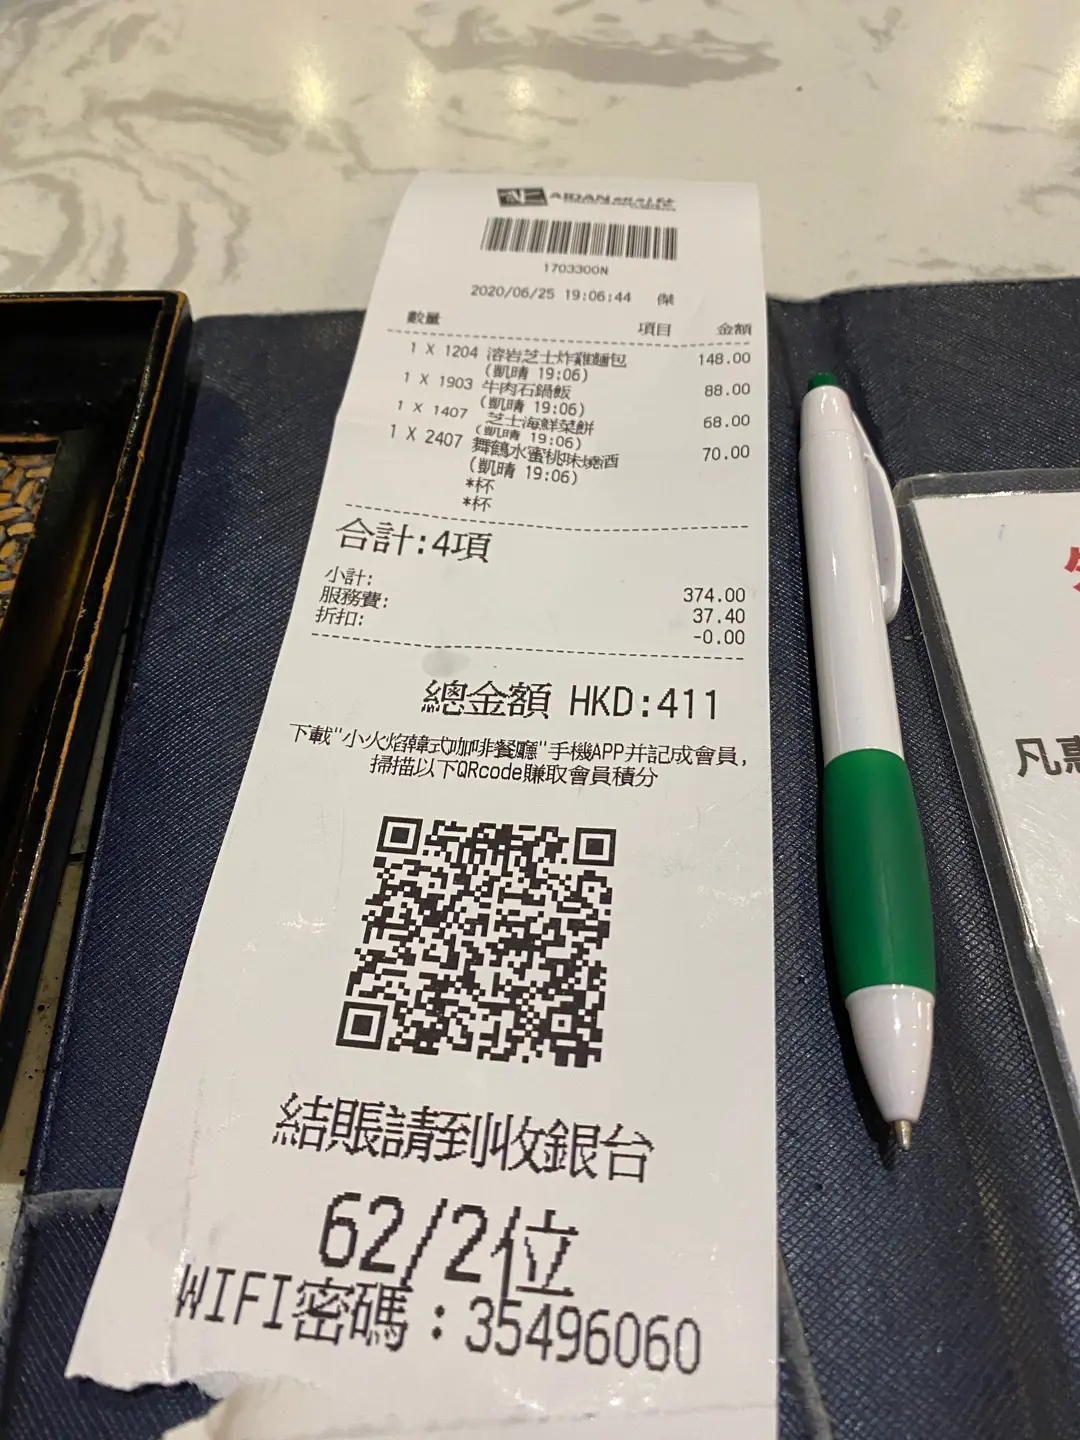 AIDAN
1703300N
2020/06/25 19:06:44 傑
數量 項目 金額
1 X 1204 溶岩芝士炸雞麵包 148.00
(凱晴 19:06)
1 X 1903 牛肉石鍋飯 88.00
(凱晴 19:06)
1 X 1407 芝士海鮮菜餅 68.00
(凱晴 19:06)
1 X 2407 舞鶴水蜜桃味燒酒 70.00
(凱晴 19:06)
*杯
*杯
合計:4項
小計: 374.00
服務費: 37.40
折扣: -0.00
總金額 HKD:411
下載"小火焰韓式咖啡餐廳"手機APP并記成會員,
掃描以下QRcode賺取會員積分
結賬請到收銀台
62/2位
WIFI密碼：35496060
凡惠